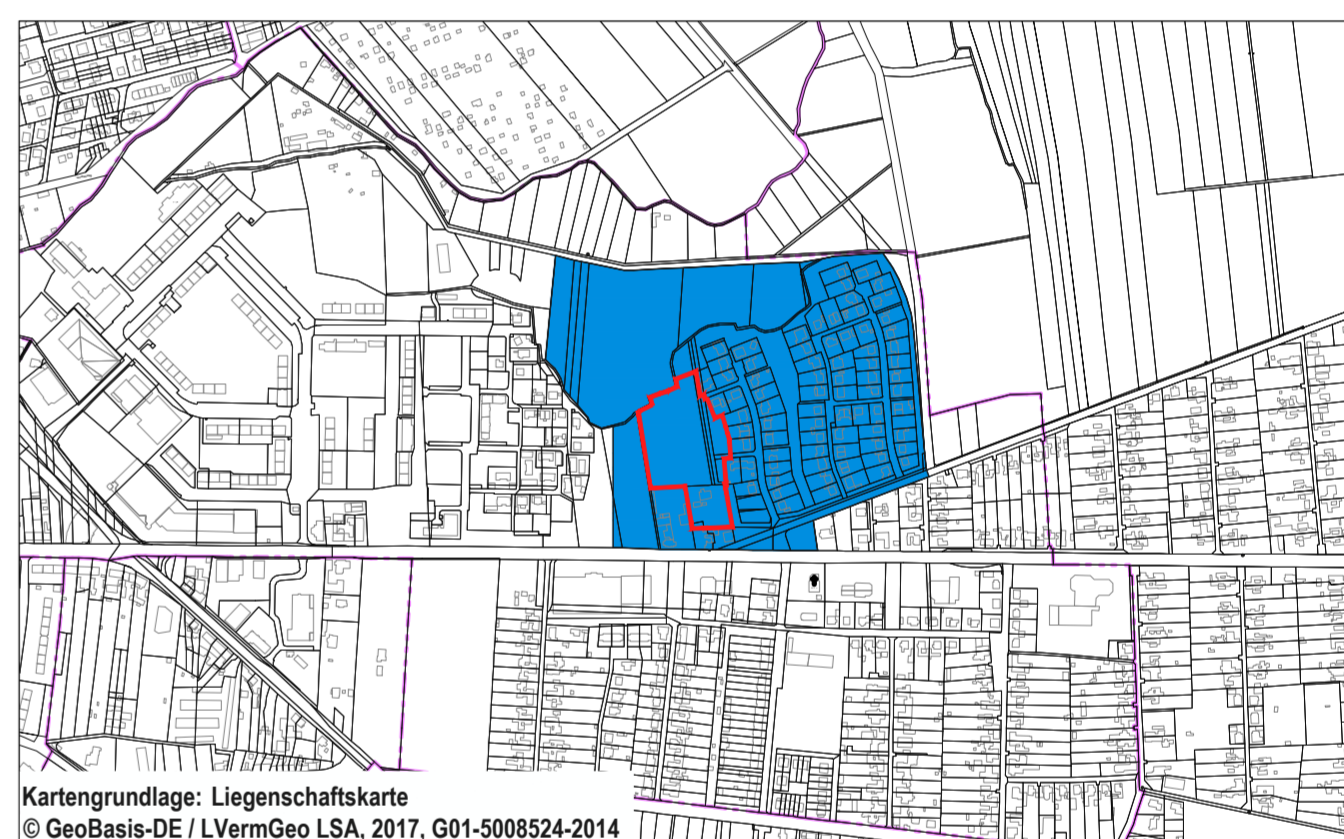 Kartengrundlage: Liegenschaftskarte
© GeoBasis-DE / LVermGeo LSA, 2017, G01-5008524-2014